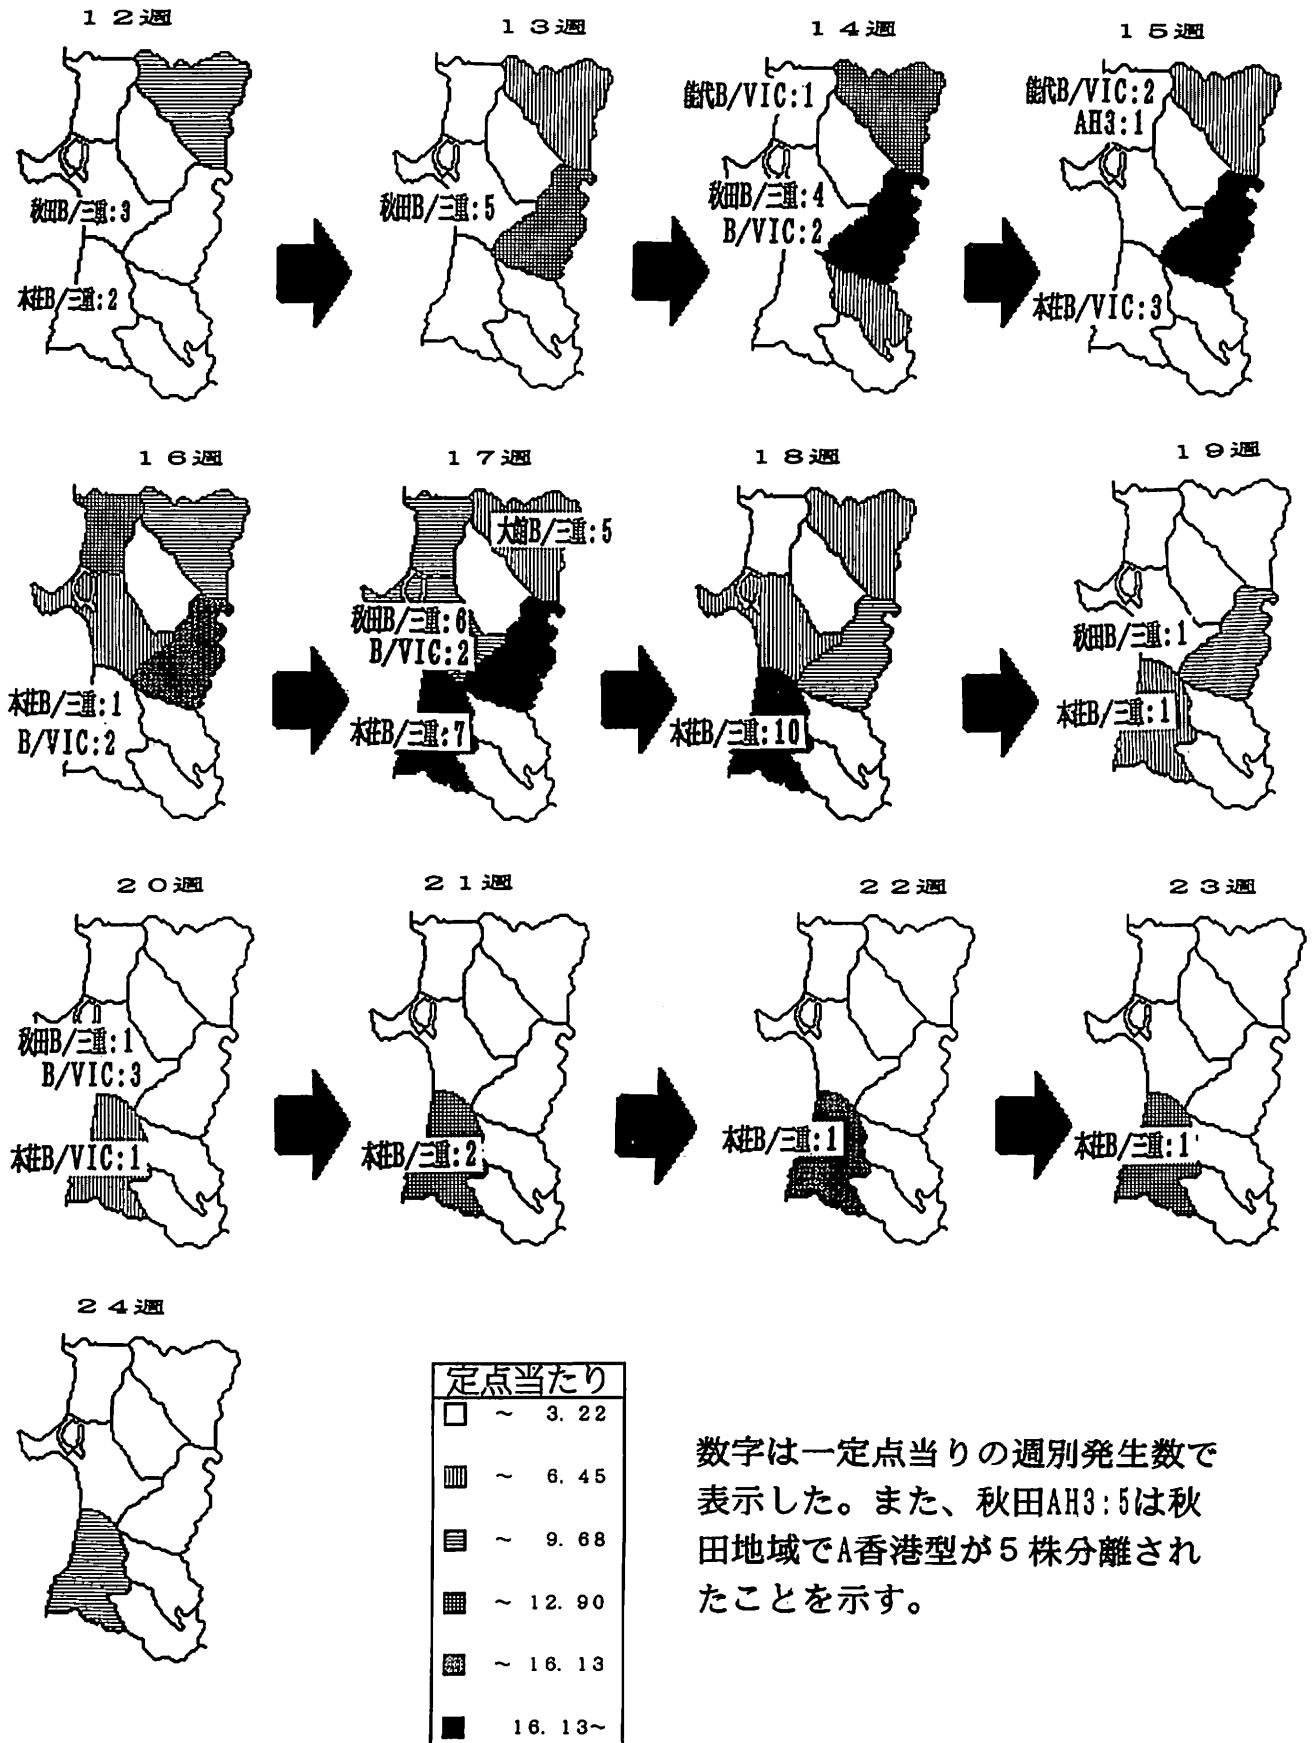 12週
13週
14週
15週
秋田B/三重:3
本荘B/三重:2
秋田B/三重:5
能代B/VIC:1
秋田B/三重:4
B/VIC:2
能代B/VIC:2
AH3:1
本荘B/VIC:3
16週
17週
18週
19週
本荘B/三重:1
B/VIC:2
大館B/三重:5
秋田B/三重:6
B/VIC:2
本荘B/三重:7
本荘B/三重:10
秋田B/三重:1
本荘B/三重:1
20週
21週
22週
23週
秋田B/三重:1
B/VIC:3
本荘B/VIC:1
本荘B/三重:2
本荘B/三重:1
本荘B/三重:1
24週
定点当たり
~ 3.22
~ 6.45
~ 9.68
~ 12.90
~ 16.13
16.13~
数字は一定点当りの週別発生数で
表示した。また、秋田AH3:5は秋
田地域でA香港型が5株分離され
たことを示す。